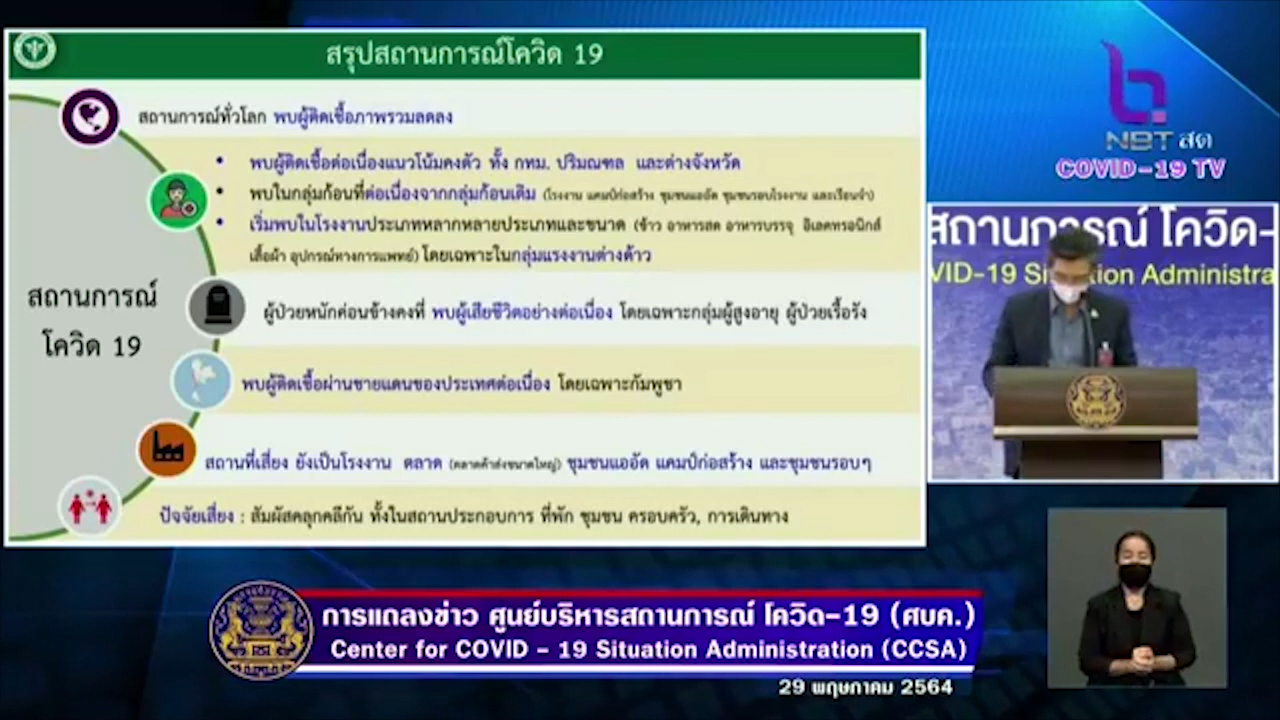 สรุปสถานการณ์โควิด 19
สถานการณ์ทั่วโลก พบผู้ติดเชื้อภาพรวมลดลง
• พบผู้ติดเชื้อต่อเนื่องแนวโน้มคงตัว ทั้ง กทม. ปริมณฑล และต่างจังหวัด
• พบในกลุ่มก้อนที่ต่อเนื่องจากกลุ่มก้อนเดิม (โรงงาน แคมป์ก่อสร้าง ชุมชนแออัด ชุมชนรอบโรงงาน และเรือนจำ)
• เริ่มพบในโรงงานประเภทหลากหลายประเภทและขนาด (ข้าว อาหารสด อาหารบรรจุ อิเลคทรอนิกส์
เสื้อผ้า อุปกรณ์ทางการแพทย์) โดยเฉพาะในกลุ่มแรงงานต่างด้าว
สถานการณ์
โควิด 19
ผู้ป่วยหนักค่อนข้างคงที่ พบผู้เสียชีวิตอย่างต่อเนื่อง โดยเฉพาะกลุ่มผู้สูงอายุ ผู้ป่วยเรื้อรัง
พบผู้ติดเชื้อผ่านชายแดนของประเทศต่อเนื่อง โดยเฉพาะกัมพูชา
สถานที่เสี่ยง ยังเป็นโรงงาน ตลาด (ตลาดค้าส่งขนาดใหญ่) ชุมชนแออัด แคมป์ก่อสร้าง และชุมชนรอบๆ
ปัจจัยเสี่ยง : สัมผัสคลุกคลีกัน ทั้งในสถานประกอบการ ที่พัก ชุมชน ครอบครัว, การเดินทาง
NBT สด
COVID-19 TV
สถานการณ์ โควิด-
VID-19 Situation Administra
การแถลงข่าว ศูนย์บริหารสถานการณ์ โควิด-19 (ศบค.)
Center for COVID - 19 Situation Administration (CCSA)
29 พฤษภาคม 2564